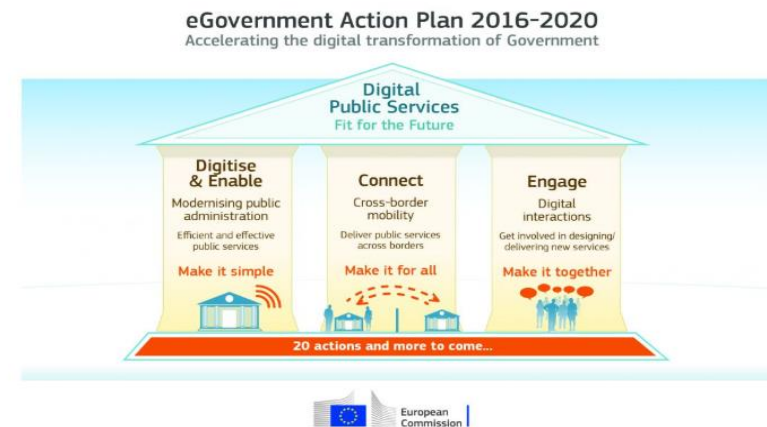 eGovernment Action Plan 2016-2020
Accelerating the digital transformation of Government
Digital
Public Services
Fit for the Future
Digitise
& Enable
Modernising public
administration
Efficient and effective
public services
Make it simple
Connect
Cross-border
mobility
Deliver public services
across borders
Make it for all
Engage
Digital
interactions
Get involved in designing/
delivering new services
Make it together
20 actions and more to come...
European
Commission